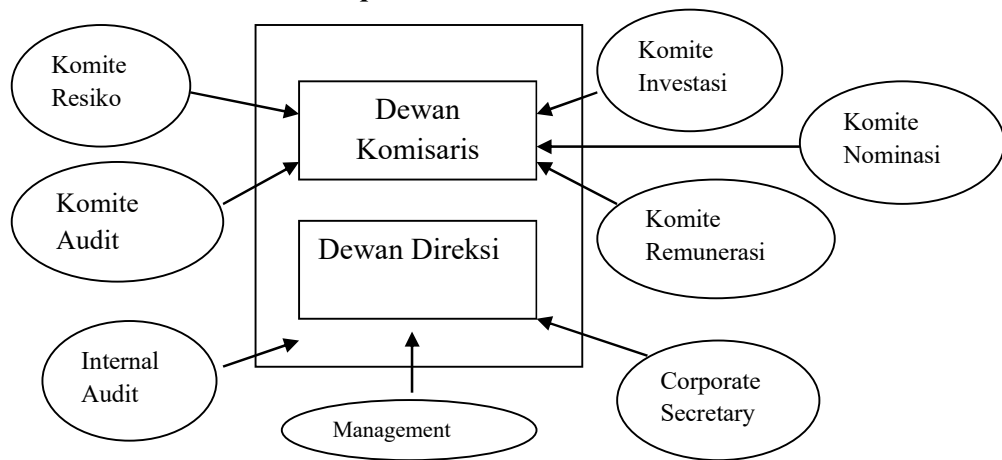 Komite
Resiko
Dewan
Komisaris
Komite
Investasi
Komite
Nominasi
Komite
Audit
Dewan Direksi
Komite
Remunerasi
Internal
Audit
Management
Corporate
Secretary